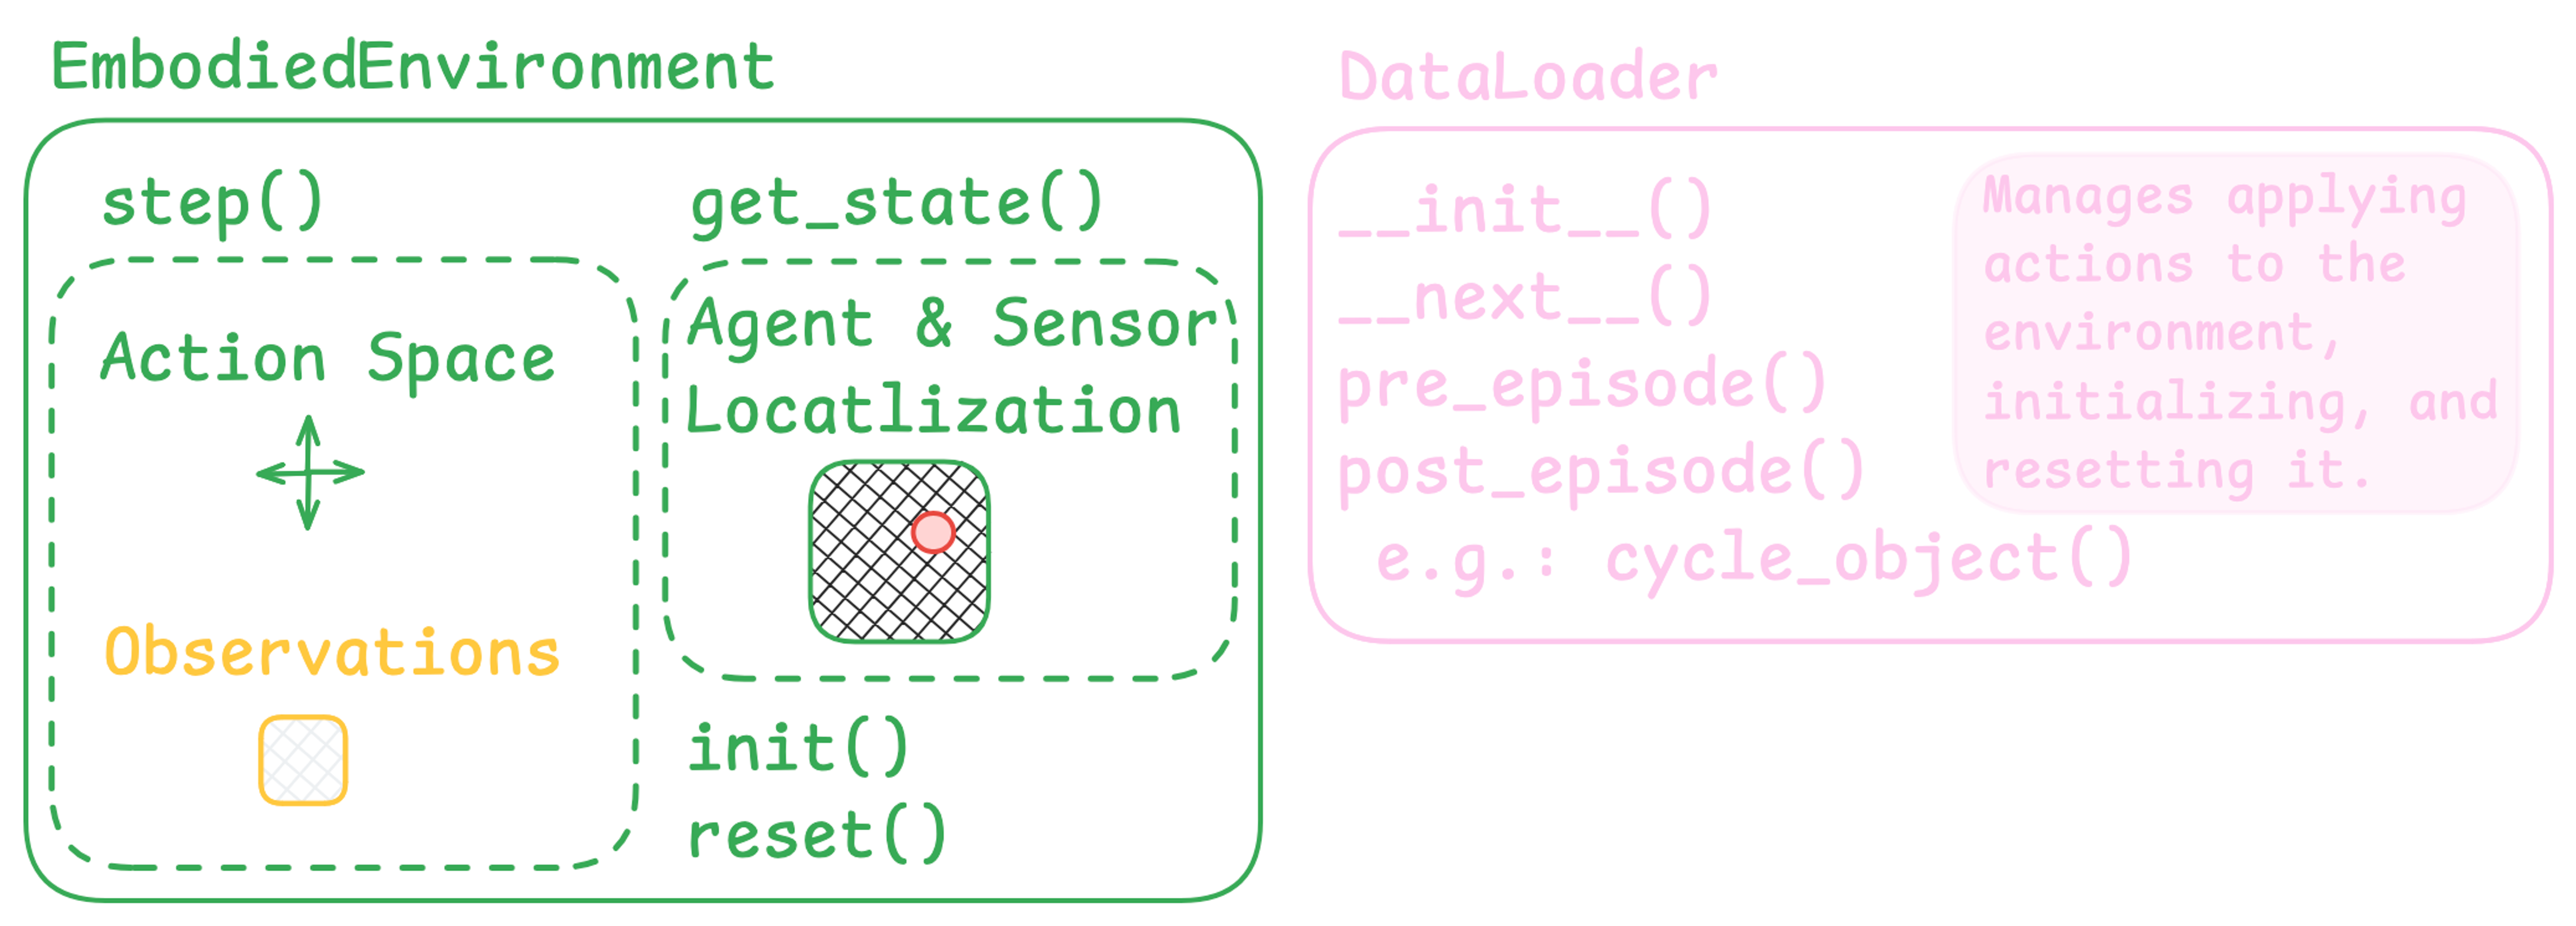 EmbodiedEnvironment
step()
Action Space
Observations
get_state()
Agent & Sensor
Locatlization
init()
reset()
DataLoader
__init__()
__next__()
pre_episode()
post_episode()
e.g.: cycle_object()
Manages applying
actions to the
environment,
initializing, and
resetting it.